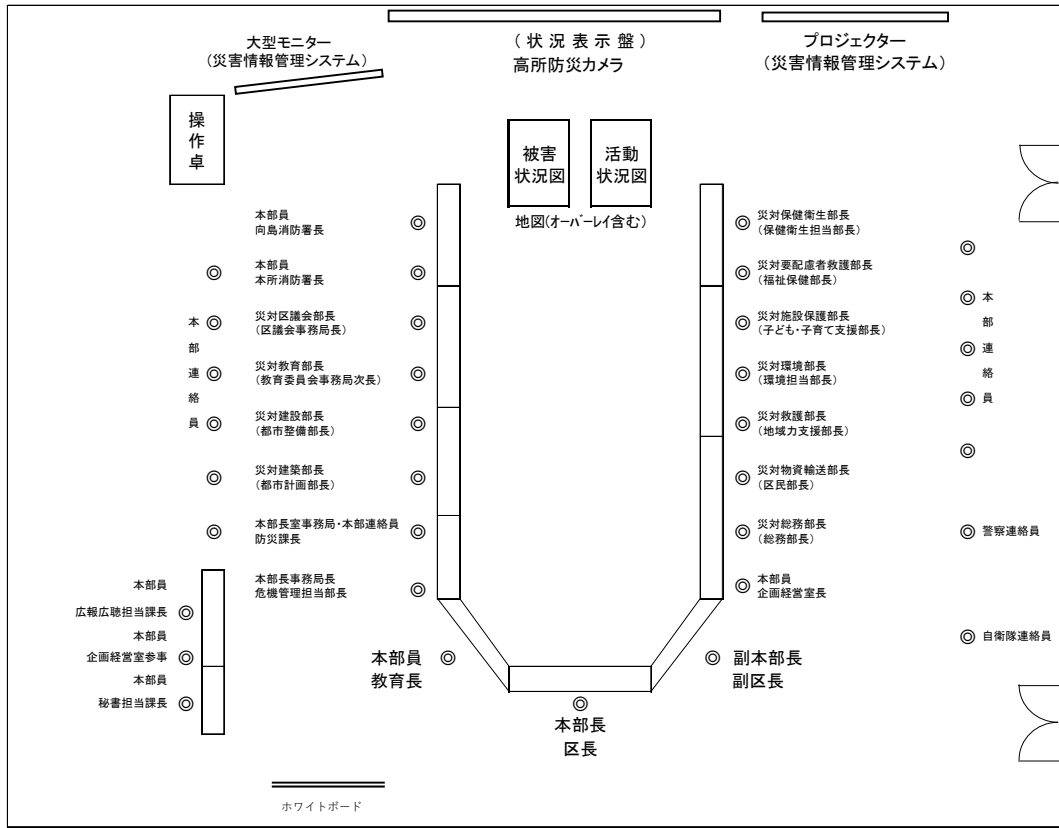 大型モニター
(災害情報管理システム)
(状況表示盤)
高所防災カメラ
プロジェクター
(災害情報管理システム)
操作卓
被害
状況図
活動
状況図
地図(オーバーレイ含む)
本部員
向島消防署長
本部員
本所消防署長
災対区議会部長
(区議会事務局長)
災対教育部長
(教育委員会事務局次長)
災対建設部長
(都市整備部長)
災対建築部長
(都市計画部長)
本部長室事務局・本部連絡員
防災課長
本部長事務局長
危機管理担当部長
本部連絡員
災対保健衛生部長
(保健衛生担当部長)
災対要配慮者救護部長
(福祉保健部長)
災対施設保護部長
(子ども・子育て支援部長)
災対環境部長
(環境担当部長)
災対救護部長
(地域力支援部長)
災対物資輸送部長
(区民部長)
災対総務部長
(総務部長)
本部員
企画経営室長
本部連絡員
警察連絡員
自衛隊連絡員
本部員
広報広聴担当課長
本部員
企画経営室参事
本部員
秘書担当課長
本部員
教育長
副本部長
副区長
本部長
区長
ホワイトボード